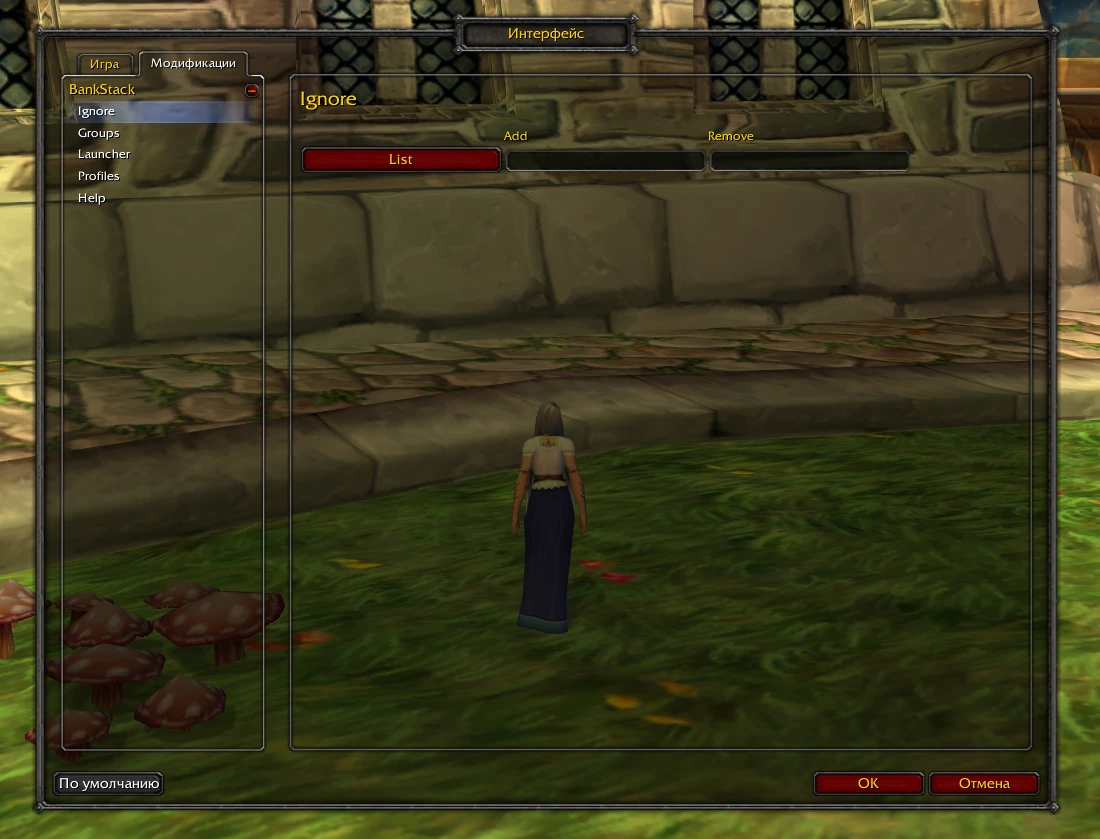 Интерфейс
Игра
Модификации
BankStack
Ignore
Groups
Launcher
Profiles
Help
Ignore
Add
Remove
List
По умолчанию
OK
Отмена